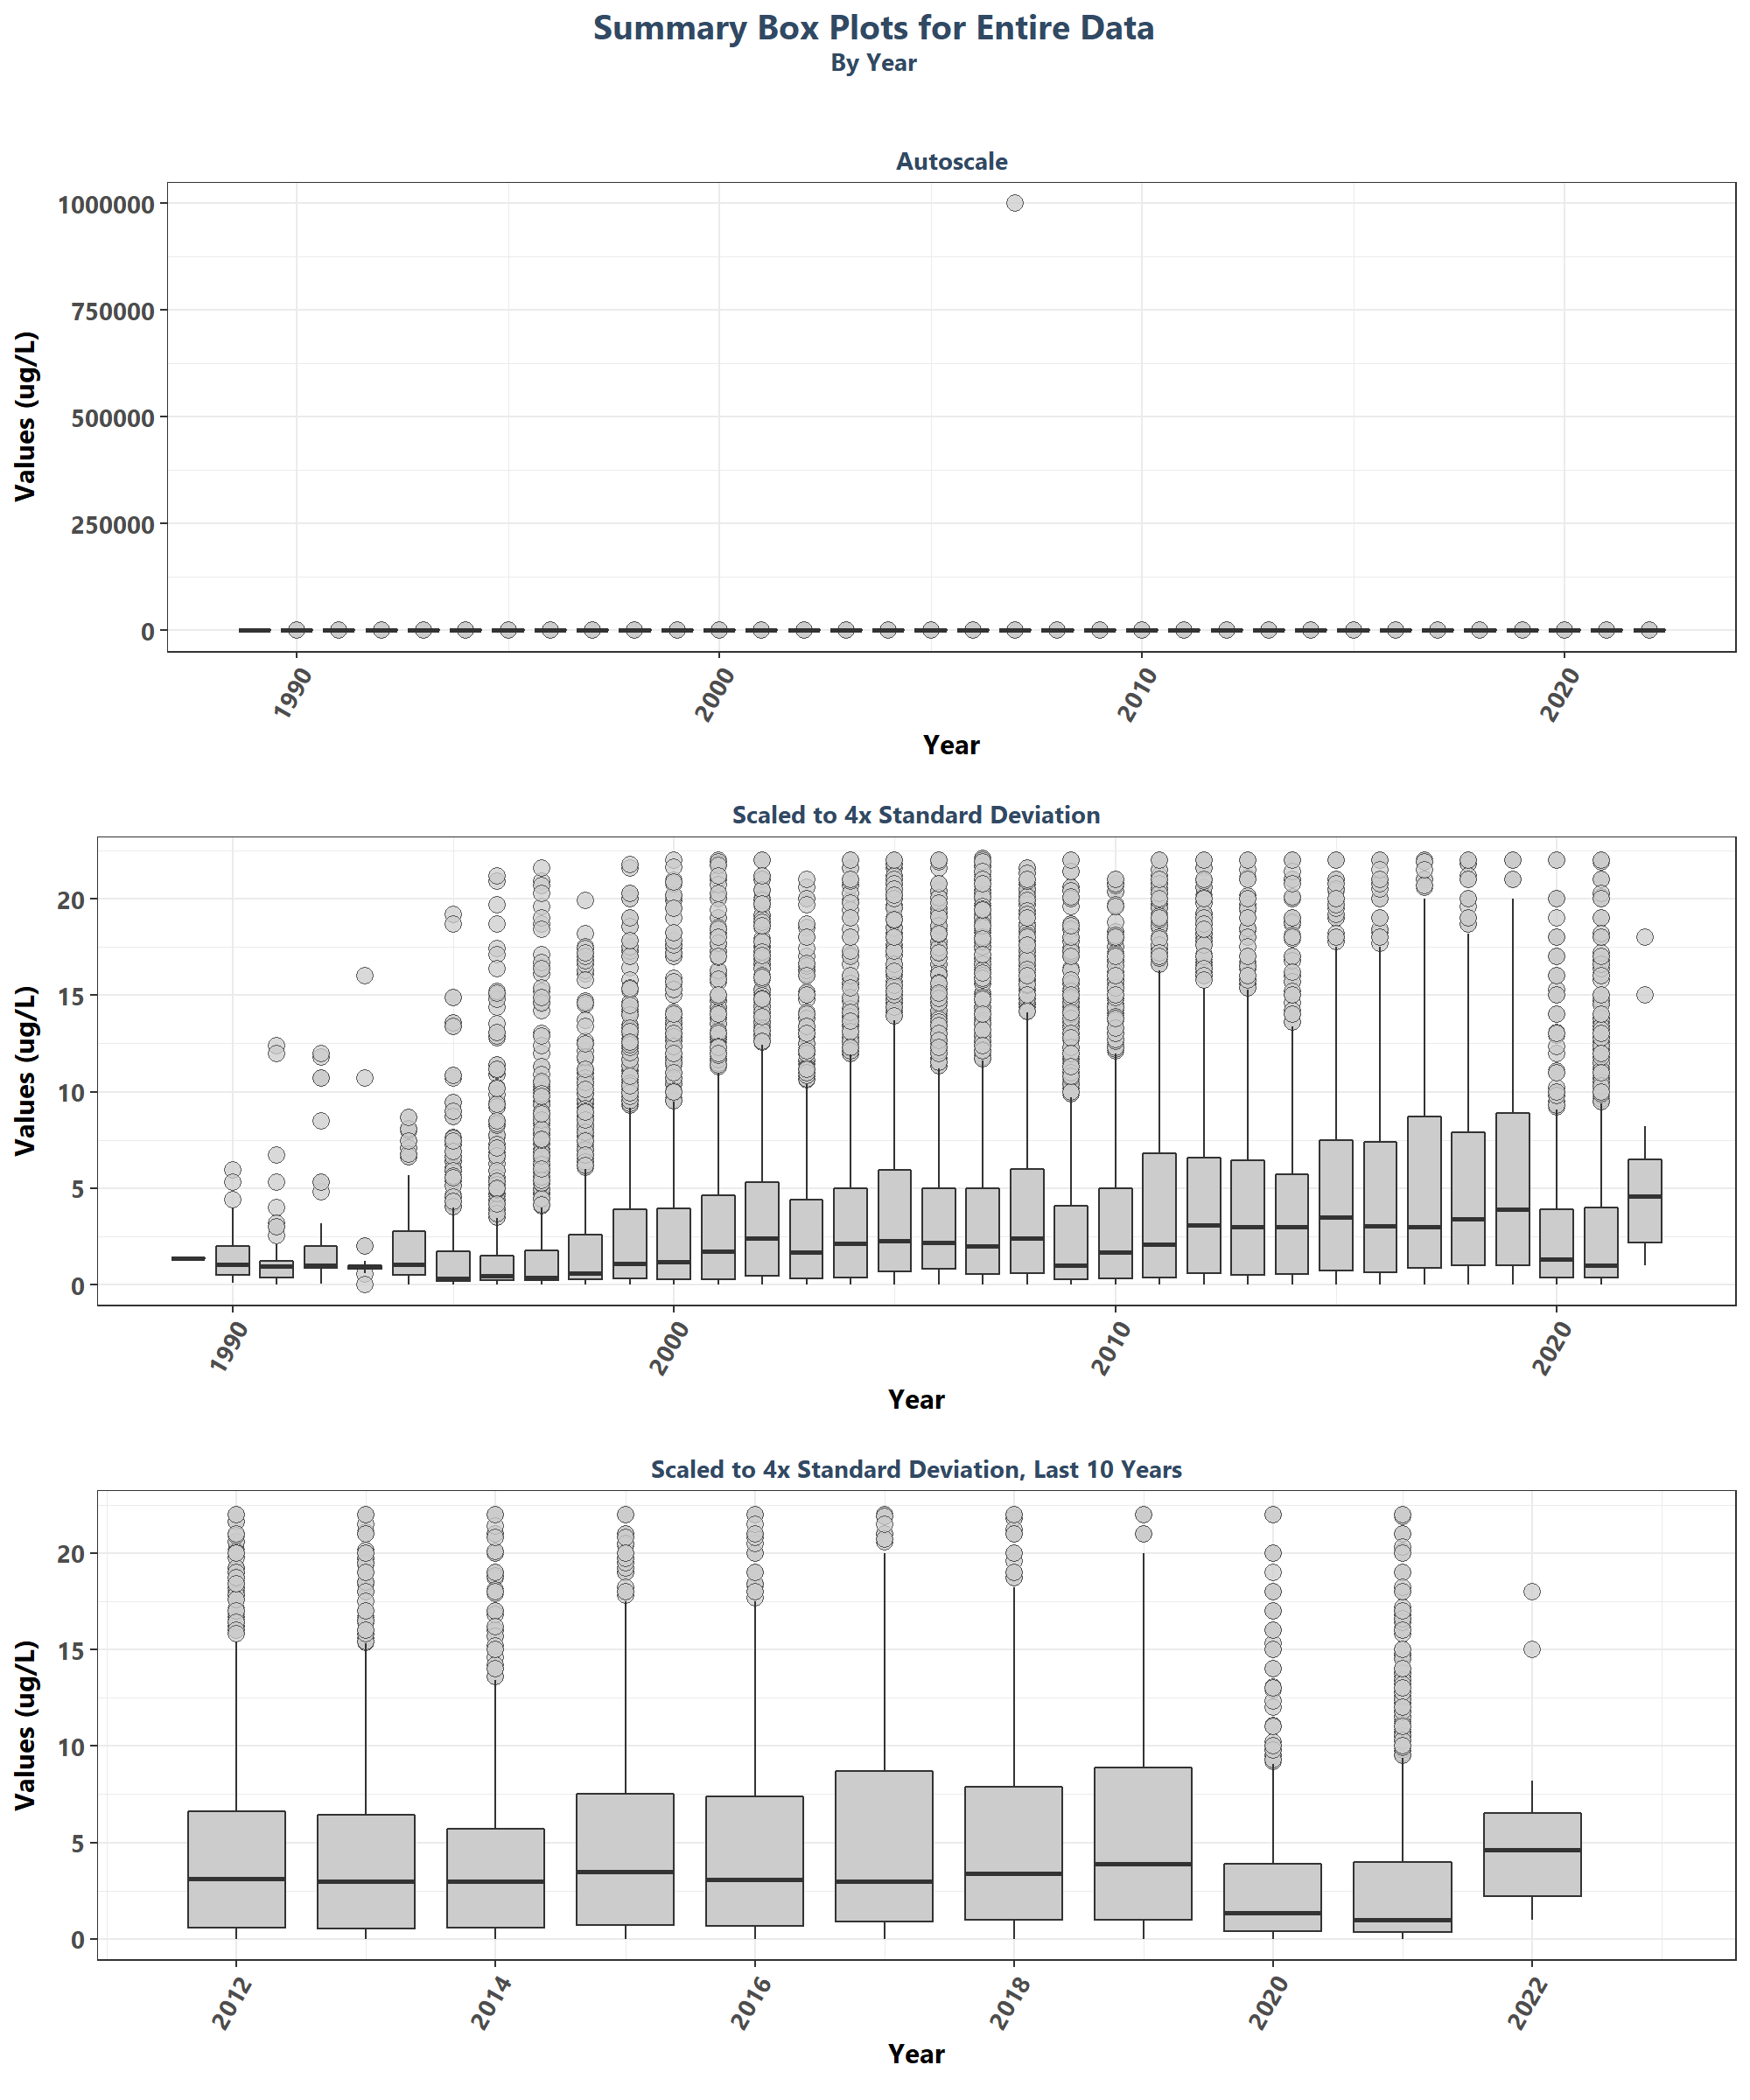 Summary Box Plots for Entire Data
By Year
Autoscale
Values (ug/L)
1000000
750000
500000
250000
0
1990
2000
2010
2020
Year
Scaled to 4x Standard Deviation
Values (ug/L)
20
15
10
5
0
1990
2000
2010
2020
Year
Scaled to 4x Standard Deviation, Last 10 Years
Values (ug/L)
20
15
10
5
0
2012
2014
2016
2018
2020
2022
Year